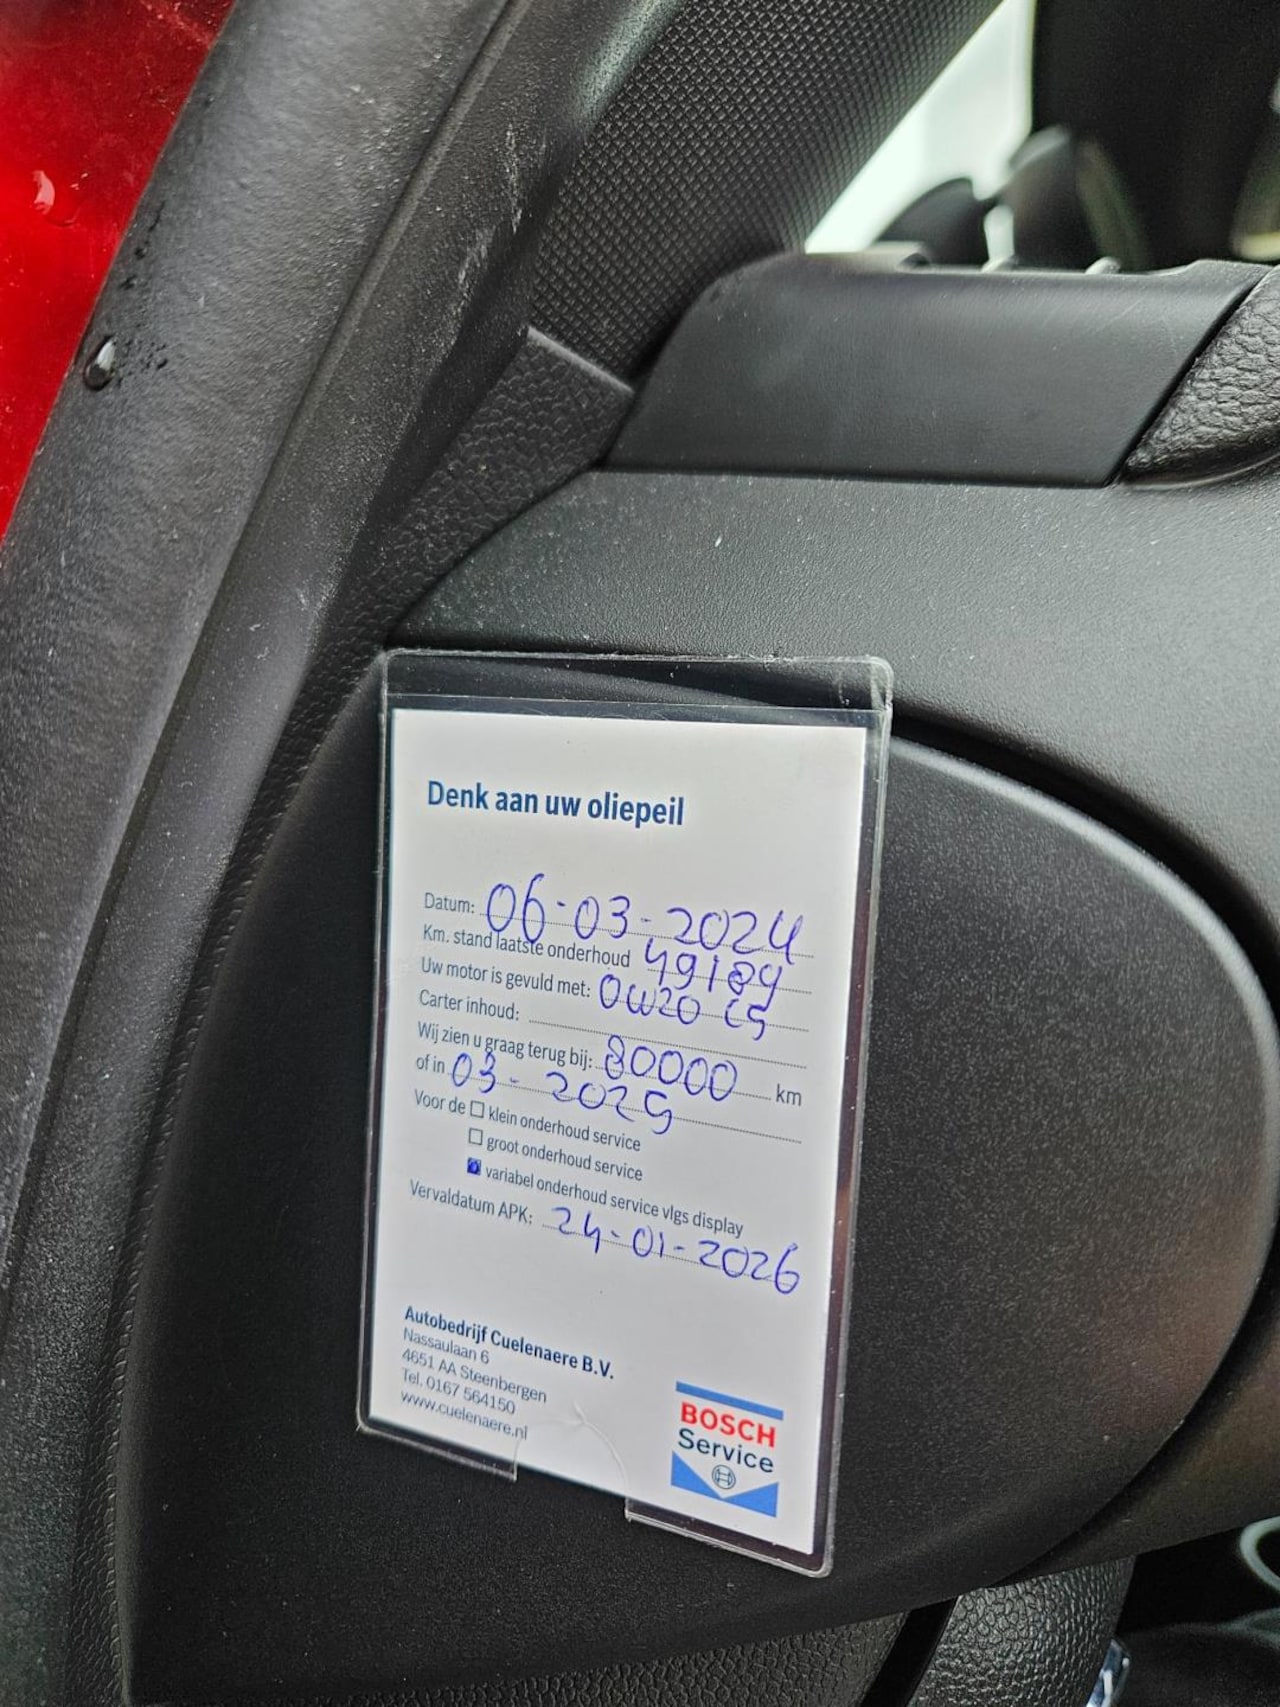 Denk aan uw oliepeil
Datum: 06-03-2024
Km. stand laatste onderhoud 49189
Uw motor is gevuld met: 0W20 C5
Carter inhoud:
Wij zien u graag terug bij: 80000 km
of in 03-2025
Voor de ☐ klein onderhoud service
☐ groot onderhoud service
☑ variabel onderhoud service vlgs display
Vervaldatum APK: 24-01-2026
Autobedrijf Cuelenaere B.V.
Nassaulaan 6
4651 AA Steenbergen
Tel. 0167 564150
www.cuelenaere.nl
BOSCH
Service